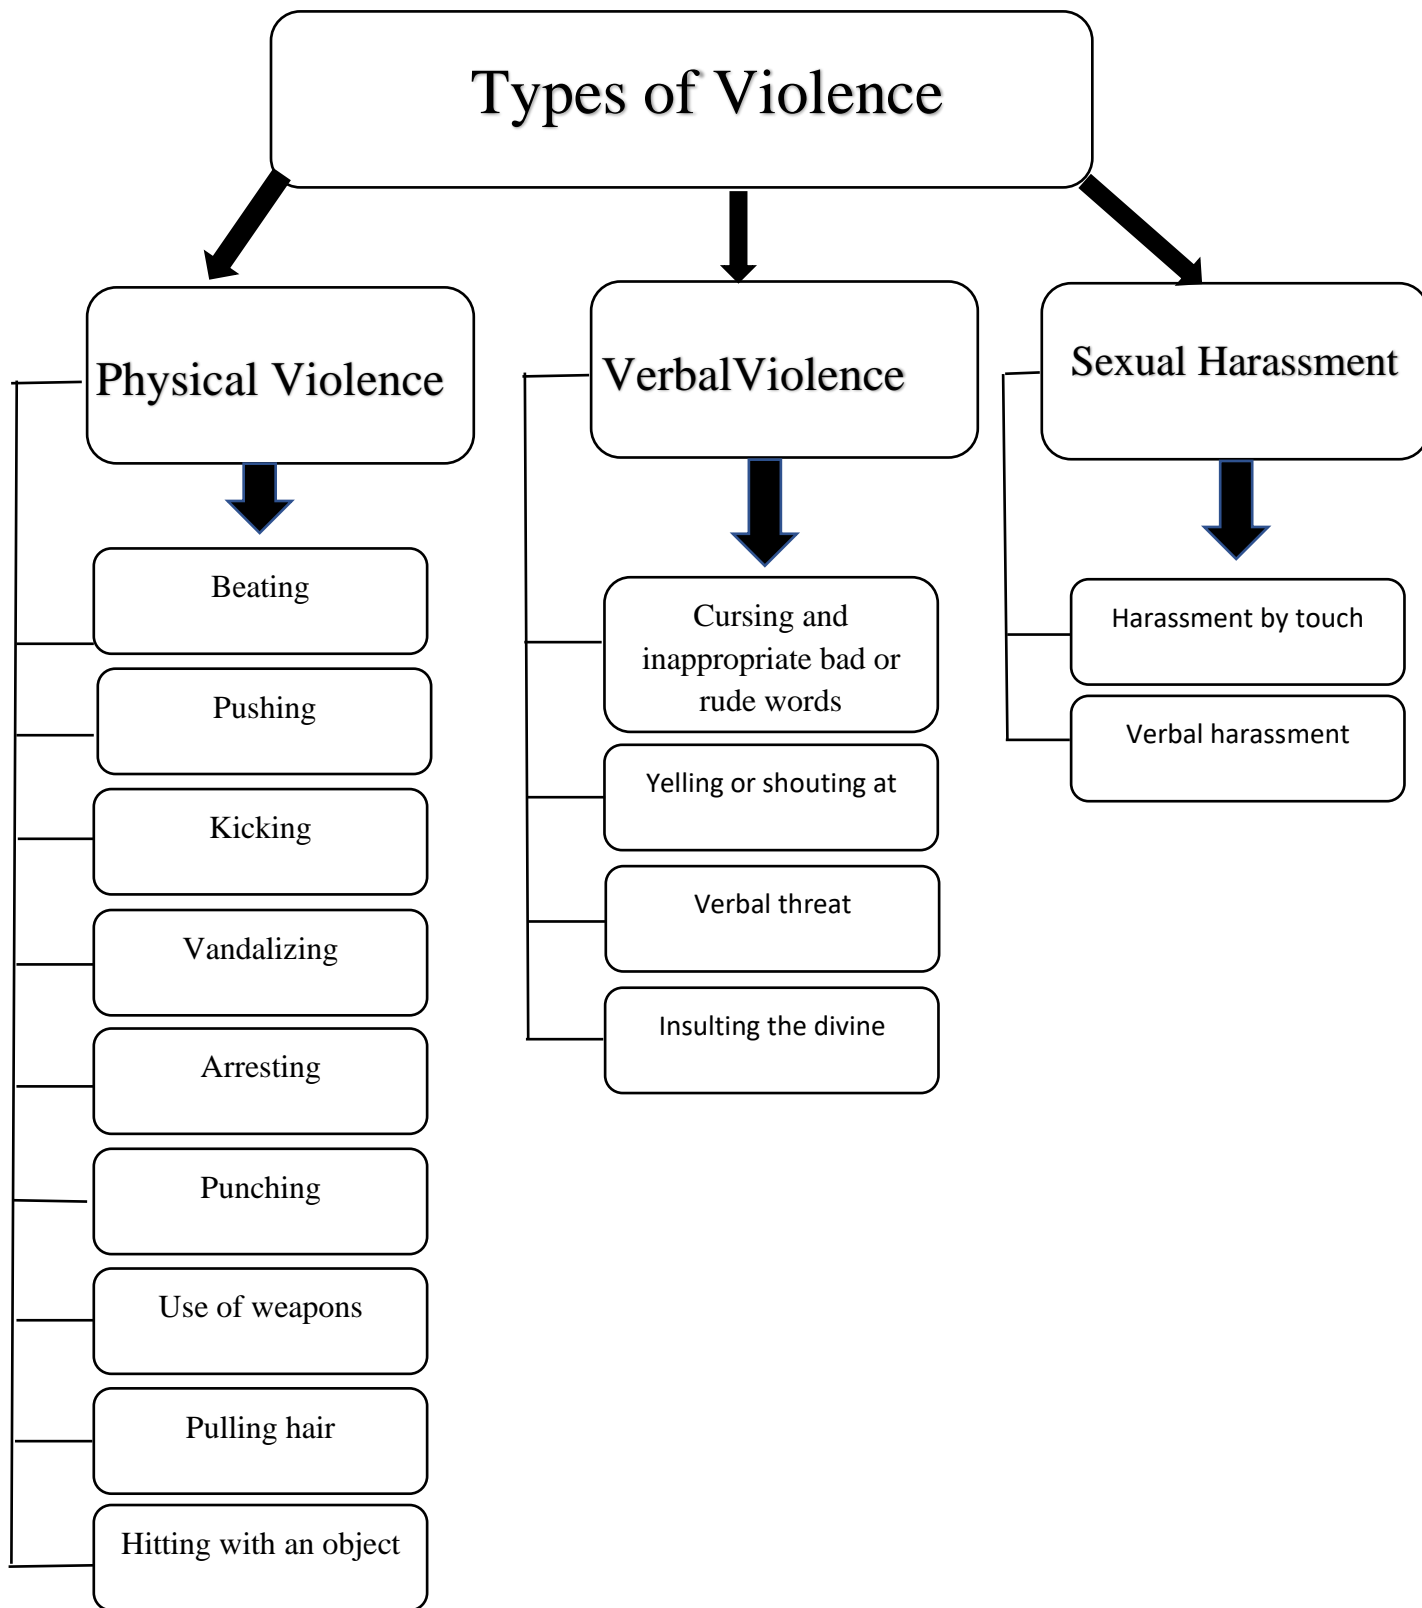 Types of Violence
Physical Violence
Beating
Pushing
Kicking
Vandalizing
Arresting
Punching
Use of weapons
Pulling hair
Hitting with an object
VerbalViolence
Cursing and
inappropriate bad or
rude words
Yelling or shouting at
Verbal threat
Insulting the divine
Sexual Harassment
Harassment by touch
Verbal harassment